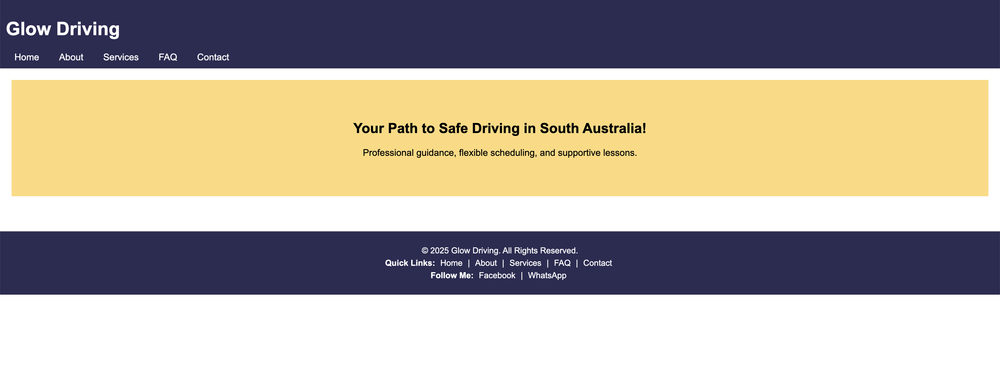 Glow Driving
Home About Services FAQ Contact
Your Path to Safe Driving in South Australia!
Professional guidance, flexible scheduling, and supportive lessons.
© 2025 Glow Driving. All Rights Reserved.
Quick Links: Home | About | Services | FAQ | Contact
Follow Me: Facebook | WhatsApp